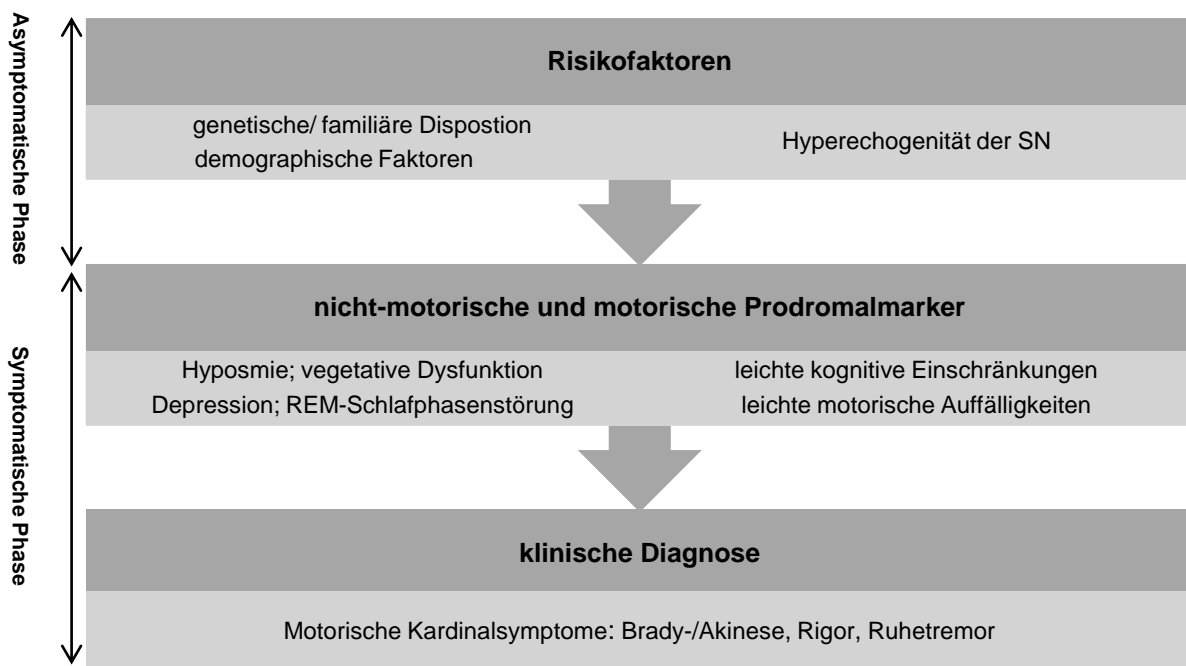 Asymptomatische Phase
Risikofaktoren
genetische/ familiäre Dispostion
demographische Faktoren
Hyperechogenität der SN
Symptomatische Phase
nicht-motorische und motorische Prodromalmarker
Hyposmie; vegetative Dysfunktion
Depression; REM-Schlafphasenstörung
leichte kognitive Einschränkungen
leichte motorische Auffälligkeiten
klinische Diagnose
Motorische Kardinalsymptome: Brady-/Akinese, Rigor, Ruhetremor